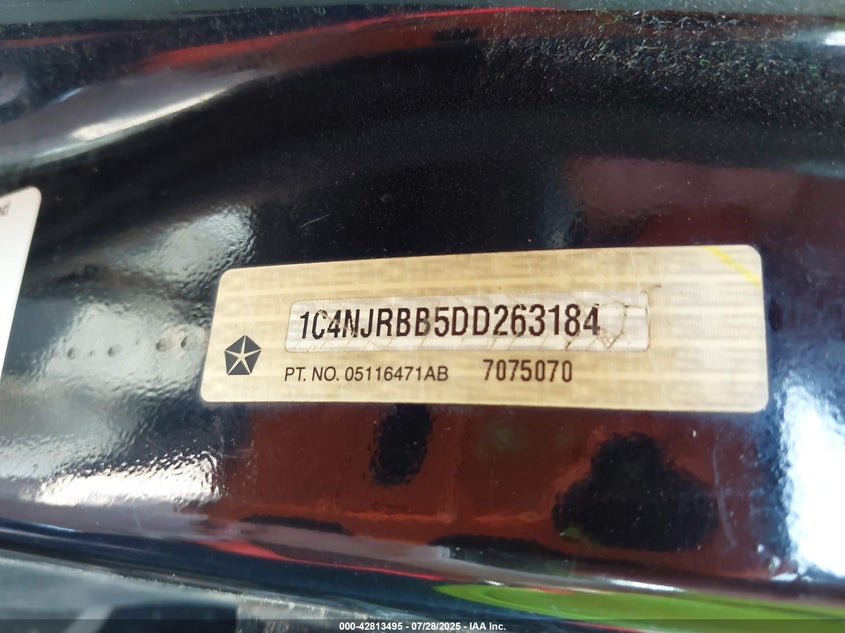 1C4NJRBB5DD263184
PT. NO. 05116471AB 7075070
000-42813495 - 07/28/2025 - IAA Inc.